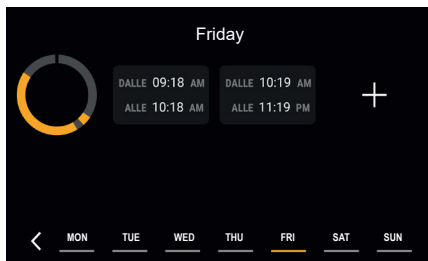 Friday
DALLE 09:18 AM
ALLE 10:18 AM
DALLE 10:19 AM
ALLE 11:19 PM
MON TUE WED THU FRI SAT SUN